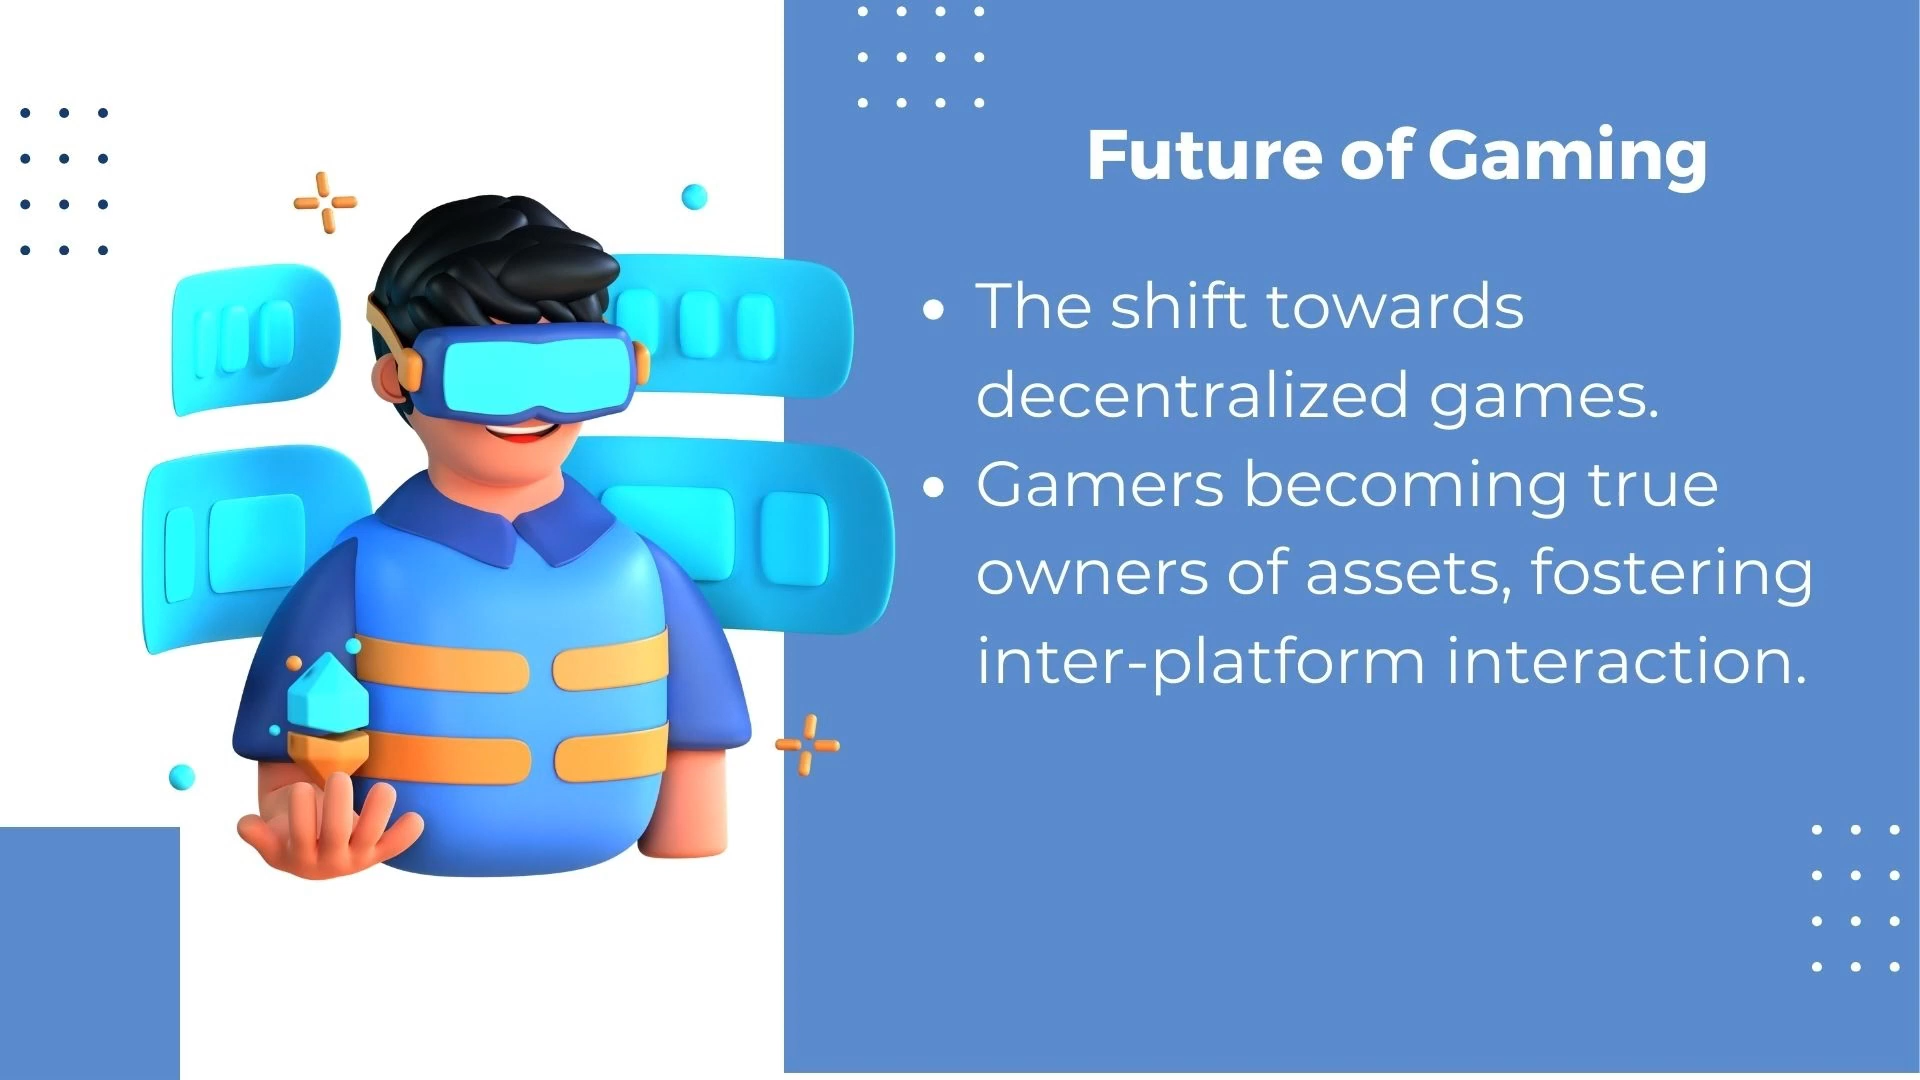 Future of Gaming
• The shift towards
decentralized games.
• Gamers becoming true
owners of assets, fostering
inter-platform interaction.